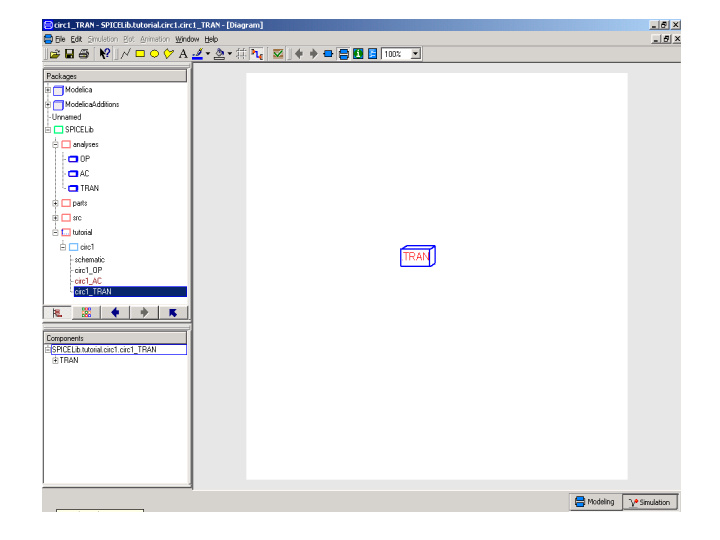 circ1_TRAN - SPICELib.tutorial.circ1.circ1_TRAN - [Diagram]
File Edit Simulation Plot Animation Window Help
A 100%
Packages
Modelica
ModelicaAdditions
Unnamed
SPICELib
analyses
OP
AC
TRAN
parts
src
tutorial
circ1
schematic
circ1_OP
circ1_AC
circ1_TRAN
TRAN
Components
SPICELib.tutorial.circ1.circ1_TRAN
TRAN
Modeling Simulation